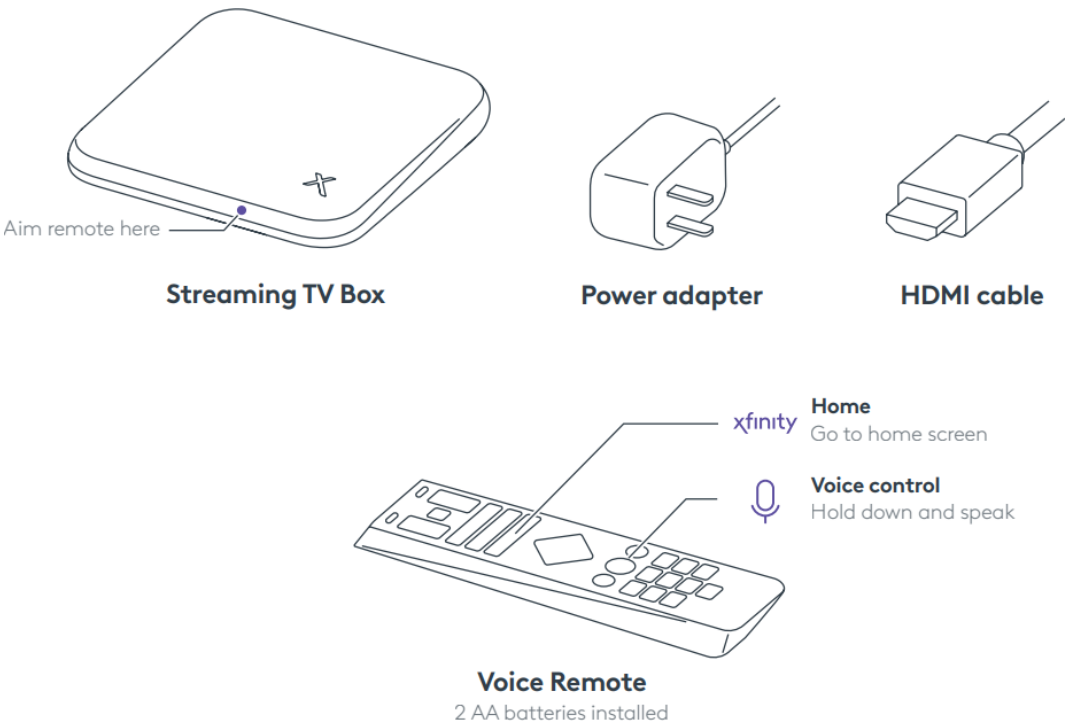 Aim remote here
Streaming TV Box
Power adapter
HDMI cable
xfinity
Home
Go to home screen
Voice control
Hold down and speak
Voice Remote
2 AA batteries installed